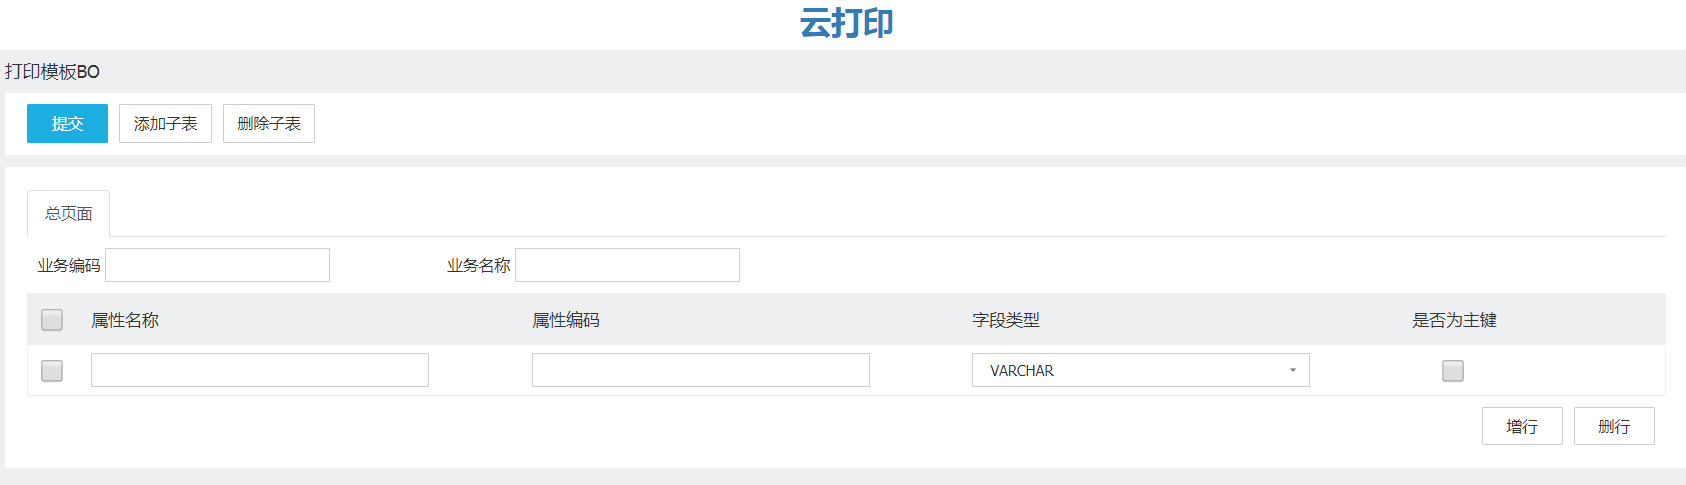 云打印
打印模板BO
提交 添加子表 删除子表
总页面
业务编码 业务名称
属性名称 属性编码 字段类型 是否为主键
VARCHAR
增行 删行